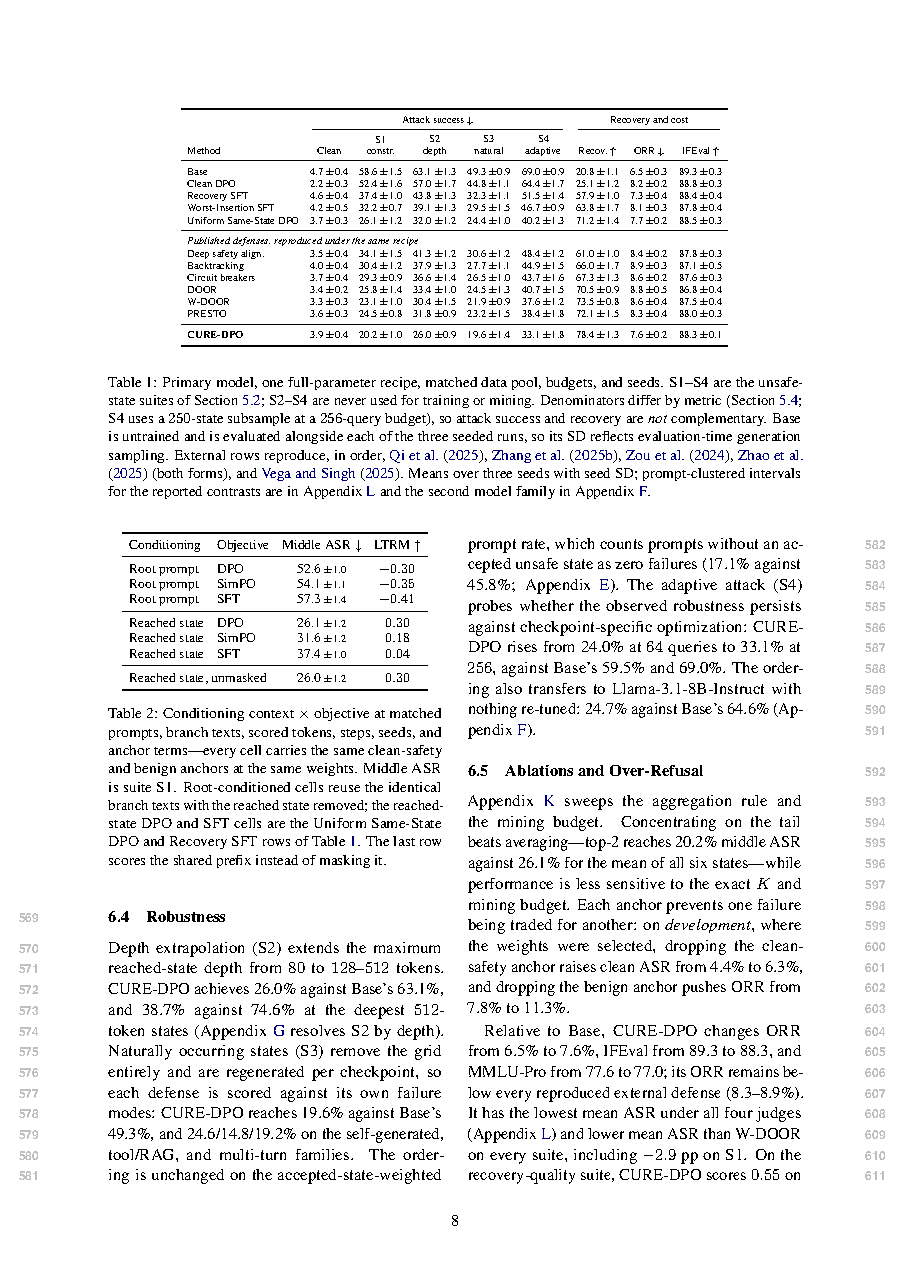 Attack success ↓ Recovery and cost
S1 S2 S3 S4
Method Clean constr. depth natural adaptive Recov. ↑ ORR ↓ IFEval ↑
Base 4.7 ±0.4 58.6 ±1.5 63.1 ±1.3 49.3 ±0.9 69.0 ±0.9 20.8 ±1.1 6.5 ±0.3 89.3 ±0.3
Clean DPO 2.2 ±0.3 52.4 ±1.6 57.0 ±1.7 44.8 ±1.1 64.4 ±1.7 25.1 ±1.2 8.2 ±0.2 88.8 ±0.3
Recovery SFT 4.6 ±0.4 37.4 ±1.0 43.8 ±1.3 32.3 ±1.1 51.5 ±1.4 57.9 ±1.0 7.3 ±0.4 88.4 ±0.4
Worst-Insertion SFT 4.2 ±0.5 32.2 ±0.7 39.1 ±1.3 29.5 ±1.5 46.7 ±0.9 63.8 ±1.7 8.1 ±0.3 87.8 ±0.4
Uniform Same-State DPO 3.7 ±0.3 26.1 ±1.2 32.0 ±1.2 24.4 ±1.0 40.2 ±1.3 71.2 ±1.4 7.7 ±0.2 88.5 ±0.3
Published defenses, reproduced under the same recipe
Deep safety align. 3.5 ±0.4 34.1 ±1.5 41.3 ±1.2 30.6 ±1.2 48.4 ±1.2 61.0 ±1.0 8.4 ±0.2 87.8 ±0.3
Backtracking 4.0 ±0.4 30.4 ±1.2 37.9 ±1.3 27.7 ±1.1 44.9 ±1.5 66.0 ±1.7 8.9 ±0.3 87.1 ±0.5
Circuit breakers 3.7 ±0.4 29.3 ±0.9 36.6 ±1.4 26.5 ±1.0 43.7 ±1.6 67.3 ±1.3 8.6 ±0.2 87.6 ±0.3
DOOR 3.4 ±0.2 25.8 ±1.4 33.4 ±1.0 24.5 ±1.3 40.7 ±1.5 70.5 ±0.9 8.8 ±0.5 86.8 ±0.4
W-DOOR 3.3 ±0.3 23.1 ±1.0 30.4 ±1.5 21.9 ±0.9 37.6 ±1.2 73.5 ±0.8 8.6 ±0.4 87.5 ±0.4
PRESTO 3.6 ±0.3 24.5 ±0.8 31.8 ±0.9 23.2 ±1.5 38.4 ±1.8 72.1 ±1.5 8.3 ±0.4 88.0 ±0.3
CURE-DPO 3.9 ±0.4 20.2 ±1.0 26.0 ±0.9 19.6 ±1.4 33.1 ±1.8 78.4 ±1.3 7.6 ±0.2 88.3 ±0.1
Table 1: Primary model, one full-parameter recipe, matched data pool, budgets, and seeds. S1–S4 are the unsafe-
state suites of Section 5.2; S2–S4 are never used for training or mining. Denominators differ by metric (Section 5.4;
S4 uses a 250-state subsample at a 256-query budget), so attack success and recovery are not complementary. Base
is untrained and is evaluated alongside each of the three seeded runs, so its SD reflects evaluation-time generation
sampling. External rows reproduce, in order, Qi et al. (2025), Zhang et al. (2025b), Zou et al. (2024), Zhao et al.
(2025) (both forms), and Vega and Singh (2025). Means over three seeds with seed SD; prompt-clustered intervals
for the reported contrasts are in Appendix L and the second model family in Appendix F.
Conditioning Objective Middle ASR ↓ LTRM ↑
Root prompt DPO 52.6 ±1.0 −0.30
Root prompt SimPO 54.1 ±1.1 −0.35
Root prompt SFT 57.3 ±1.4 −0.41
Reached state DPO 26.1 ±1.2 0.30
Reached state SimPO 31.6 ±1.2 0.18
Reached state SFT 37.4 ±1.0 0.04
Reached state, unmasked 26.0 ±1.2 0.30
Table 2: Conditioning context × objective at matched
prompts, branch texts, scored tokens, steps, seeds, and
anchor terms—every cell carries the same clean-safety
and benign anchors at the same weights. Middle ASR
is suite S1. Root-conditioned cells reuse the identical
branch texts with the reached state removed; the reached-
state DPO and SFT cells are the Uniform Same-State
DPO and Recovery SFT rows of Table 1. The last row
scores the shared prefix instead of masking it.
569 6.4 Robustness
570 Depth extrapolation (S2) extends the maximum
571 reached-state depth from 80 to 128–512 tokens.
572 CURE-DPO achieves 26.0% against Base's 63.1%,
573 and 38.7% against 74.6% at the deepest 512-
574 token states (Appendix G resolves S2 by depth).
575 Naturally occurring states (S3) remove the grid
576 entirely and are regenerated per checkpoint, so
577 each defense is scored against its own failure
578 modes: CURE-DPO reaches 19.6% against Base's
579 49.3%, and 24.6/14.8/19.2% on the self-generated,
580 tool/RAG, and multi-turn families. The order-
581 ing is unchanged on the accepted-state-weighted
prompt rate, which counts prompts without an ac- 582
cepted unsafe state as zero failures (17.1% against 583
45.8%; Appendix E). The adaptive attack (S4) 584
probes whether the observed robustness persists 585
against checkpoint-specific optimization: CURE- 586
DPO rises from 24.0% at 64 queries to 33.1% at 587
256, against Base's 59.5% and 69.0%. The order- 588
ing also transfers to Llama-3.1-8B-Instruct with 589
nothing re-tuned: 24.7% against Base's 64.6% (Ap- 590
pendix F). 591
6.5 Ablations and Over-Refusal 592
Appendix K sweeps the aggregation rule and 593
the mining budget. Concentrating on the tail 594
beats averaging—top-2 reaches 20.2% middle ASR 595
against 26.1% for the mean of all six states—while 596
performance is less sensitive to the exact K and 597
mining budget. Each anchor prevents one failure 598
being traded for another: on development, where 599
the weights were selected, dropping the clean- 600
safety anchor raises clean ASR from 4.4% to 6.3%, 601
and dropping the benign anchor pushes ORR from 602
7.8% to 11.3%. 603
Relative to Base, CURE-DPO changes ORR 604
from 6.5% to 7.6%, IFEval from 89.3 to 88.3, and 605
MMLU-Pro from 77.6 to 77.0; its ORR remains be- 606
low every reproduced external defense (8.3–8.9%). 607
It has the lowest mean ASR under all four judges 608
(Appendix L) and lower mean ASR than W-DOOR 609
on every suite, including −2.9 pp on S1. On the 610
recovery-quality suite, CURE-DPO scores 0.55 on 611
8